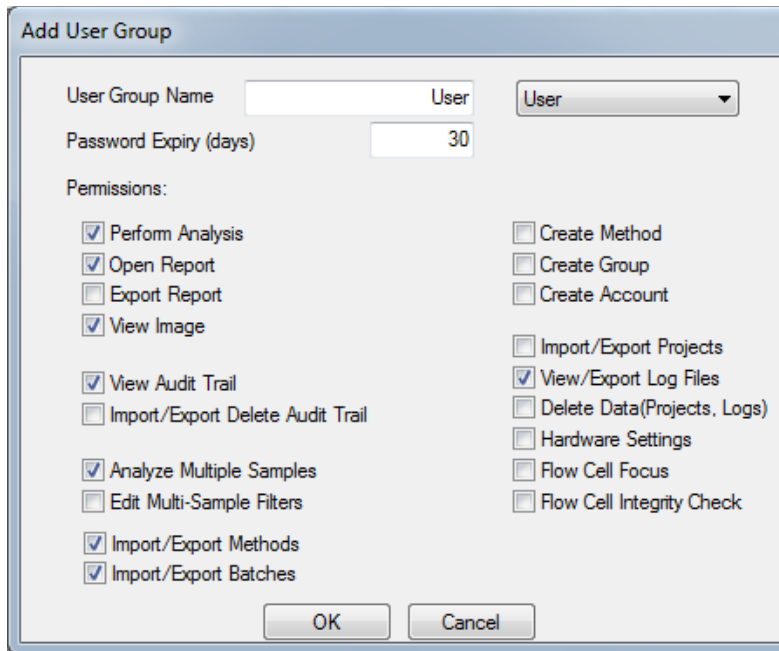 Add User Group
User Group Name User User
Password Expiry (days) 30
Permissions:
Perform Analysis
Open Report
Export Report
View Image
View Audit Trail
Import/Export Delete Audit Trail
Analyze Multiple Samples
Edit Multi-Sample Filters
Import/Export Methods
Import/Export Batches
Create Method
Create Group
Create Account
Import/Export Projects
View/Export Log Files
Delete Data(Projects, Logs)
Hardware Settings
Flow Cell Focus
Flow Cell Integrity Check
OK Cancel